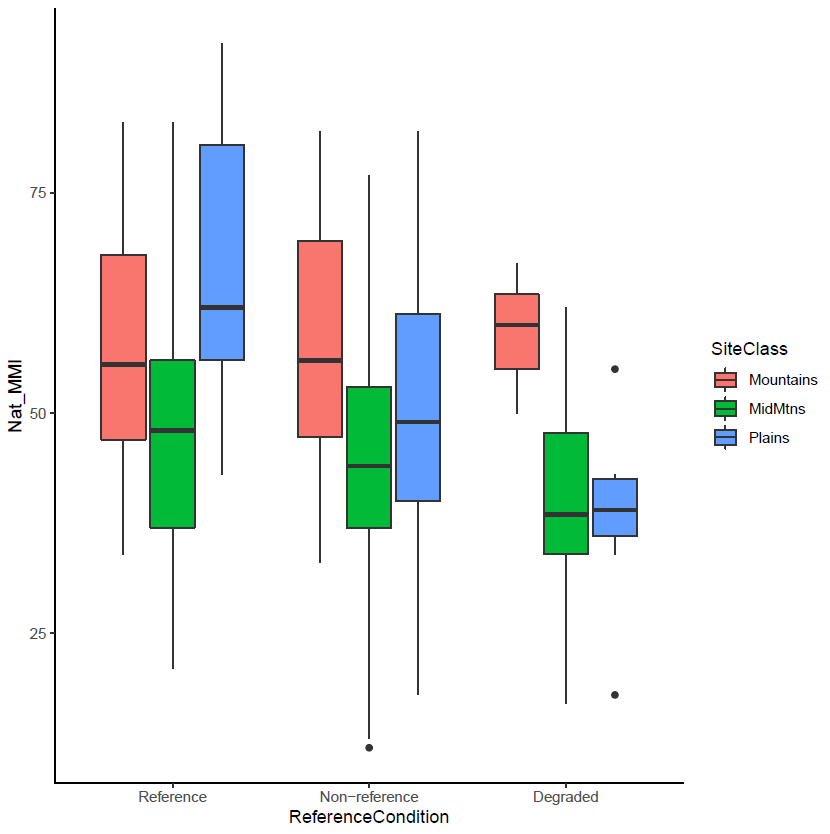 Nat_MMI
75
50
25
Reference
Non−reference
Degraded
ReferenceCondition
SiteClass
Mountains
MidMtns
Plains